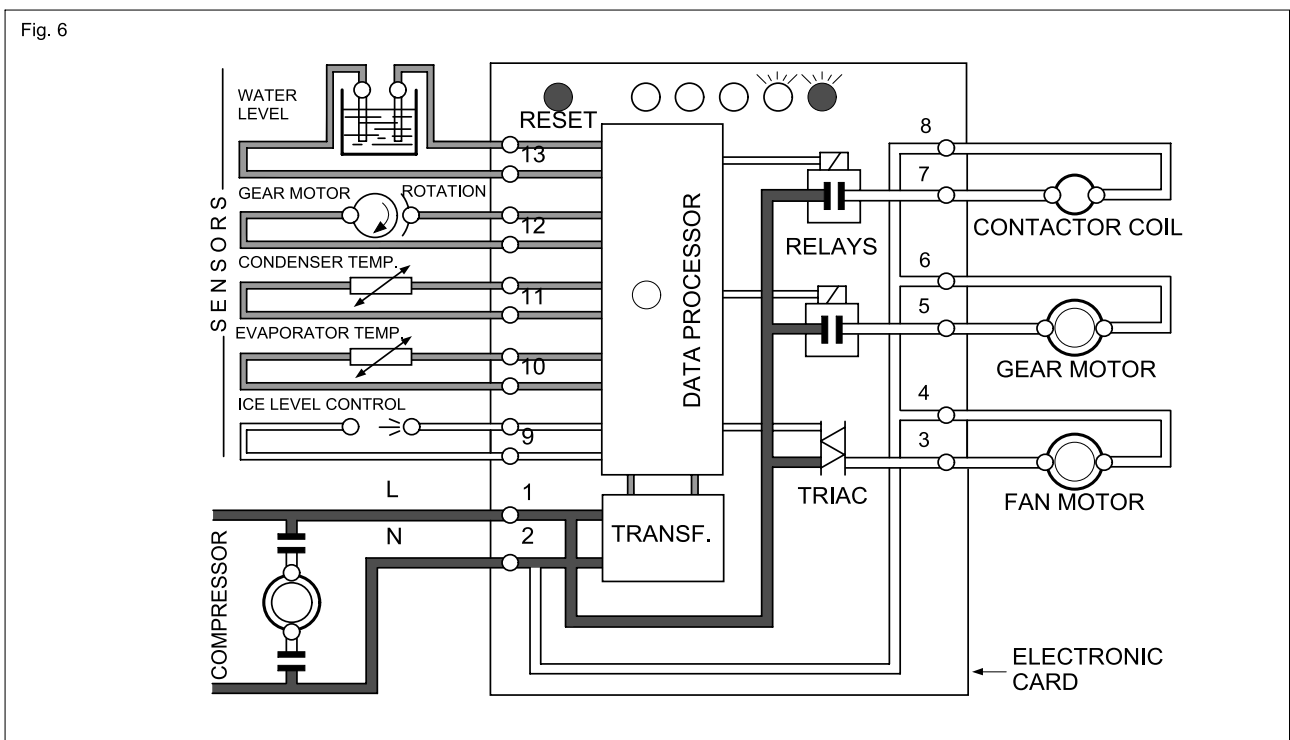 Fig. 6
WATER
LEVEL
GEAR MOTOR
ROTATION
CONDENSER TEMP.
EVAPORATOR TEMP.
ICE LEVEL CONTROL
SENSORS
RESET
13
12
11
10
9
DATA PROCESSOR
RELAYS
TRIAC
8
7
CONTACTOR COIL
6
5
GEAR MOTOR
4
3
FAN MOTOR
L
1
N
2
TRANSF.
COMPRESSOR
ELECTRONIC
CARD